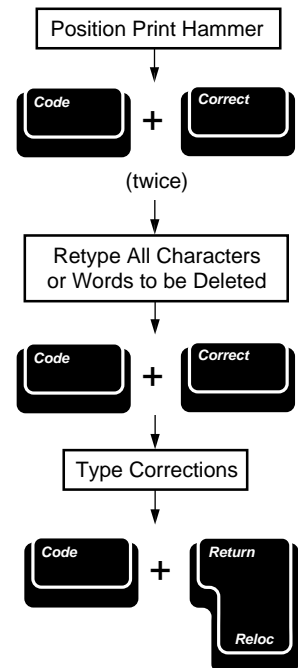 Position Print Hammer
Code + Correct
(twice)
Retype All Characters
or Words to be Deleted
Code + Correct
Type Corrections
Code + Return
Reloc